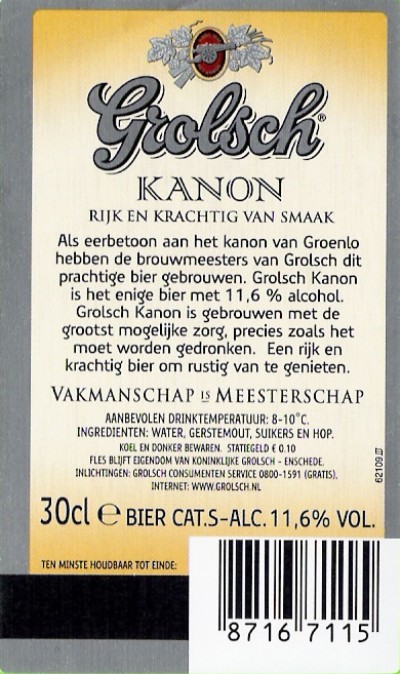 Grolsch®
KANON
RIJK EN KRACHTIG VAN SMAAK
Als eerbetoon aan het kanon van Groenlo
hebben de brouwmeesters van Grolsch dit
prachtige bier gebrouwen. Grolsch Kanon
is het enige bier met 11,6 % alcohol.
Grolsch Kanon is gebrouwen met de
grootst mogelijke zorg, precies zoals het
moet worden gedronken. Een rijk en
krachtig bier om rustig van te genieten.
VAKMANSCHAP IS MEESTERSCHAP
AANBEVOLEN DRINKTEMPERATUUR: 8-10°C.
INGREDIENTEN: WATER, GERSTEMOUT, SUIKERS EN HOP.
KOEL EN DONKER BEWAREN. STATIEGELD € 0.10
FLES BLIJFT EIGENDOM VAN KONINKLIJKE GROLSCH - ENSCHEDE.
INLICHTINGEN: GROLSCH CONSUMENTEN SERVICE 0800-1591 (GRATIS).
INTERNET: WWW.GROLSCH.NL
62109
30cl ℮ BIER CAT.S-ALC. 11,6% VOL.
TEN MINSTE HOUDBAAR TOT EINDE:
8716 7115